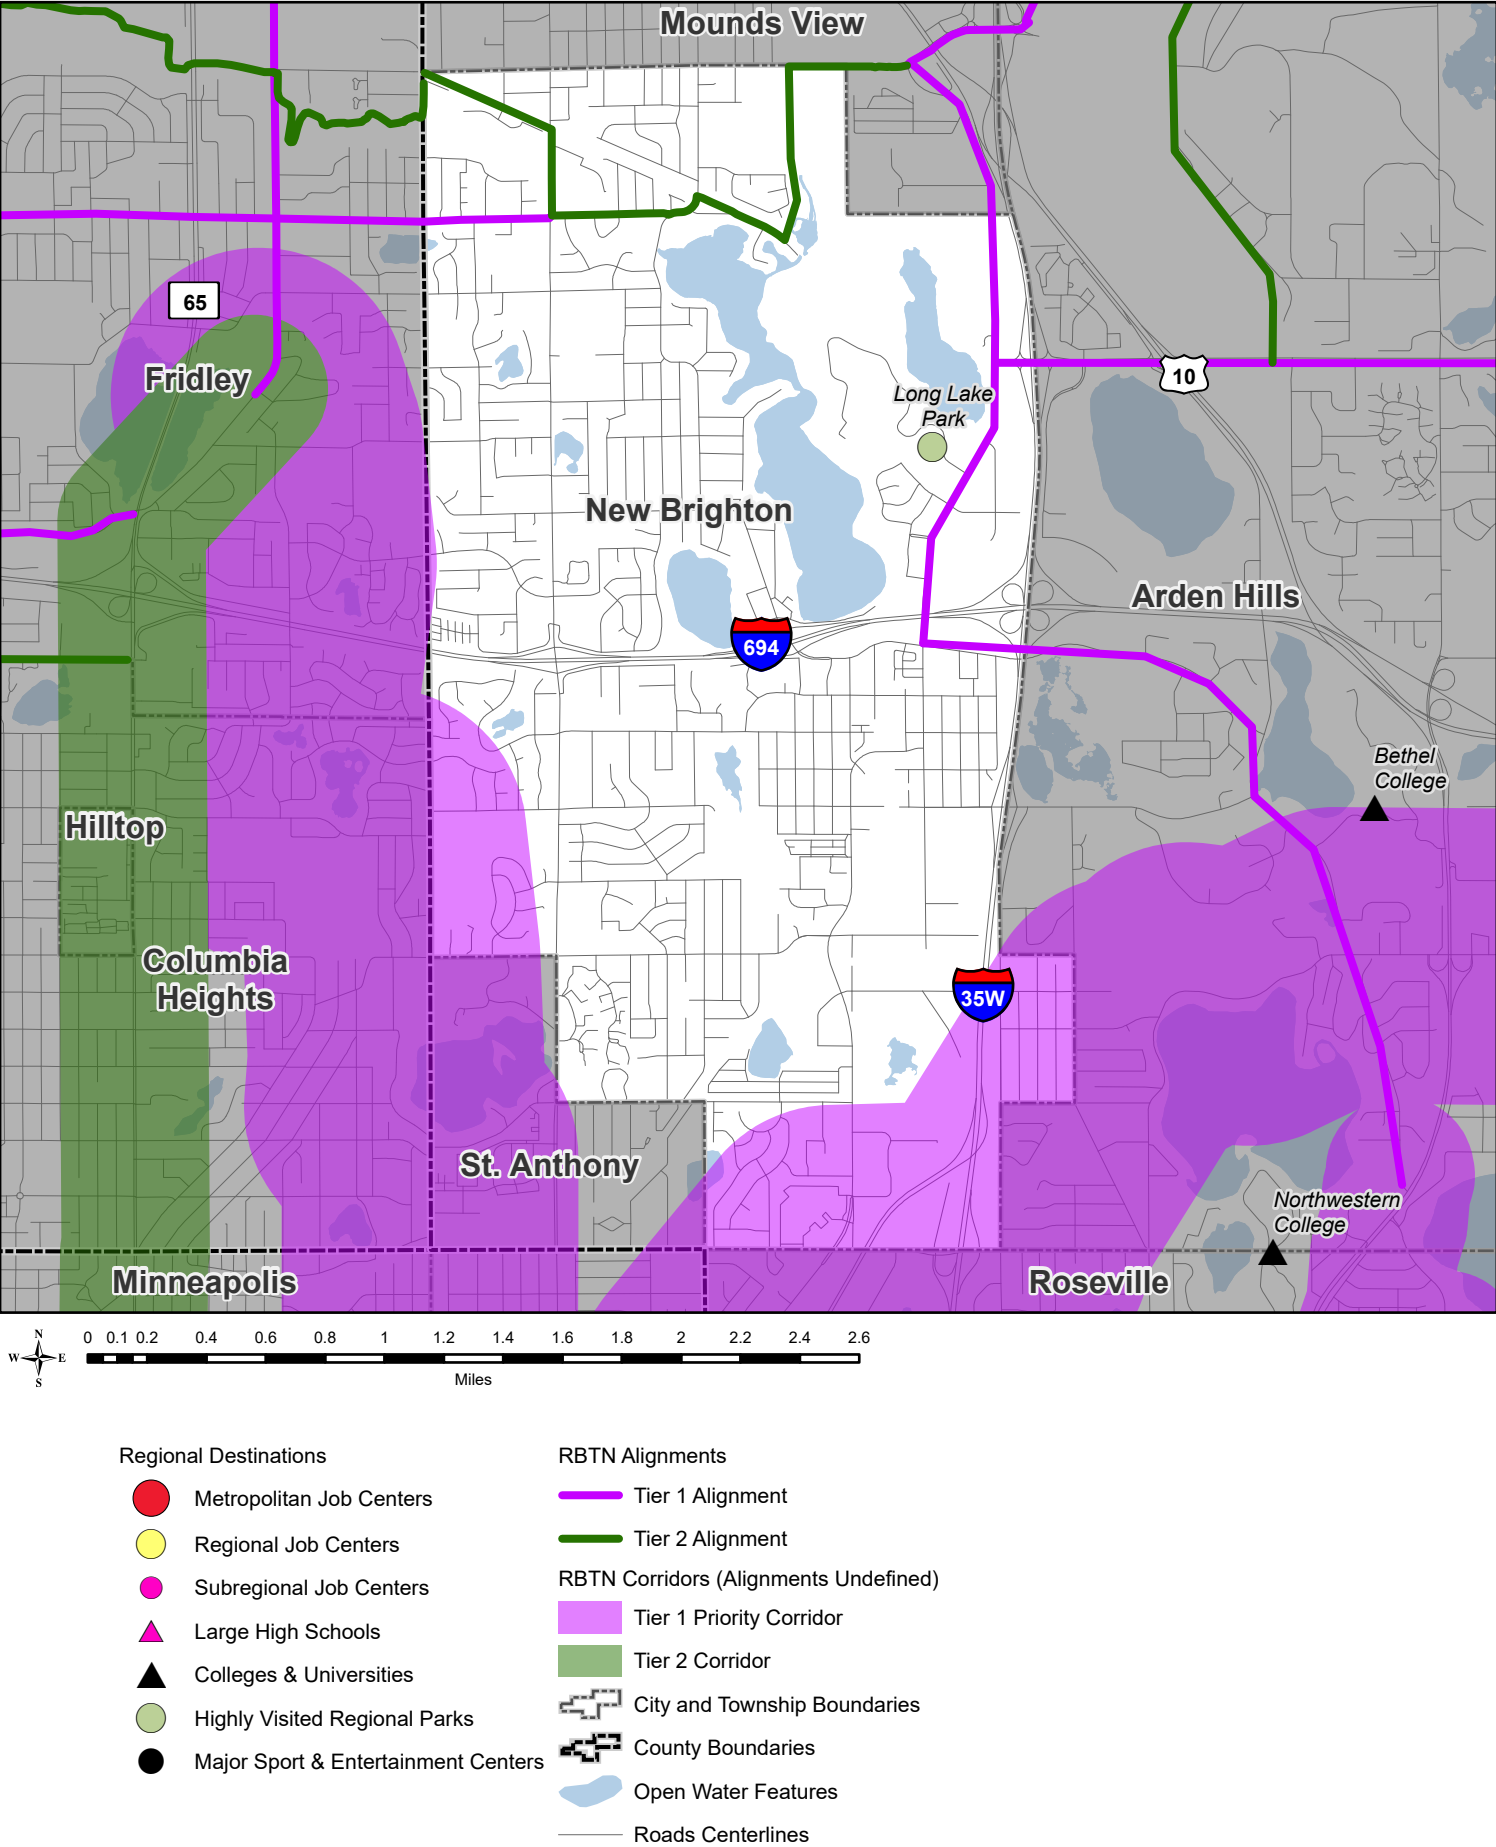 Mounds View
65
Fridley
10
Long Lake
Park
New Brighton
Arden Hills
694
Bethel
College
Hilltop
Columbia
Heights
35W
St. Anthony
Northwestern
College
Minneapolis
Roseville
N
W E
S
0 0.1 0.2 0.4 0.6 0.8 1 1.2 1.4 1.6 1.8 2 2.2 2.4 2.6
Miles
Regional Destinations
Metropolitan Job Centers
Regional Job Centers
Subregional Job Centers
Large High Schools
Colleges & Universities
Highly Visited Regional Parks
Major Sport & Entertainment Centers
RBTN Alignments
Tier 1 Alignment
Tier 2 Alignment
RBTN Corridors (Alignments Undefined)
Tier 1 Priority Corridor
Tier 2 Corridor
City and Township Boundaries
County Boundaries
Open Water Features
Roads Centerlines